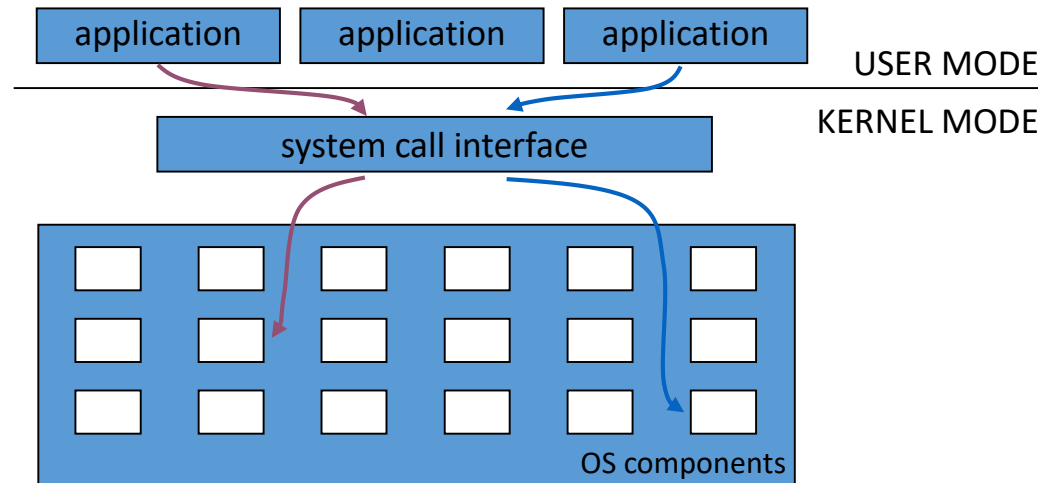 application
application
application
USER MODE
KERNEL MODE
system call interface
OS components